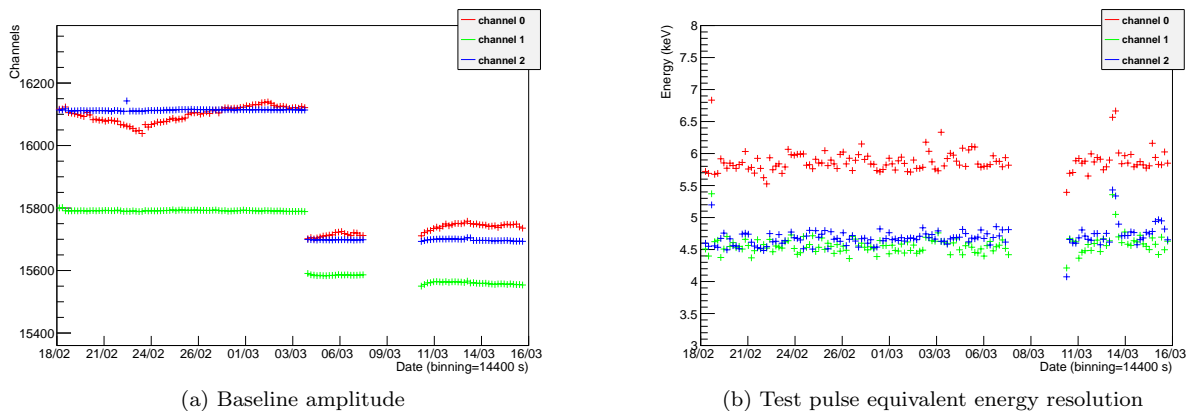 channel 0
channel 1
channel 2
Channels
16200
16000
15800
15600
15400
18/02 21/02 24/02 26/02 01/03 03/03 06/03 09/03 11/03 14/03 16/03
Date (binning=14400 s)
(a) Baseline amplitude
channel 0
channel 1
channel 2
Energy (keV)
8
7.5
7
6.5
6
5.5
5
4.5
4
3.5
3
18/02 21/02 24/02 26/02 01/03 03/03 06/03 08/03 11/03 14/03 16/03
Date (binning=14400 s)
(b) Test pulse equivalent energy resolution